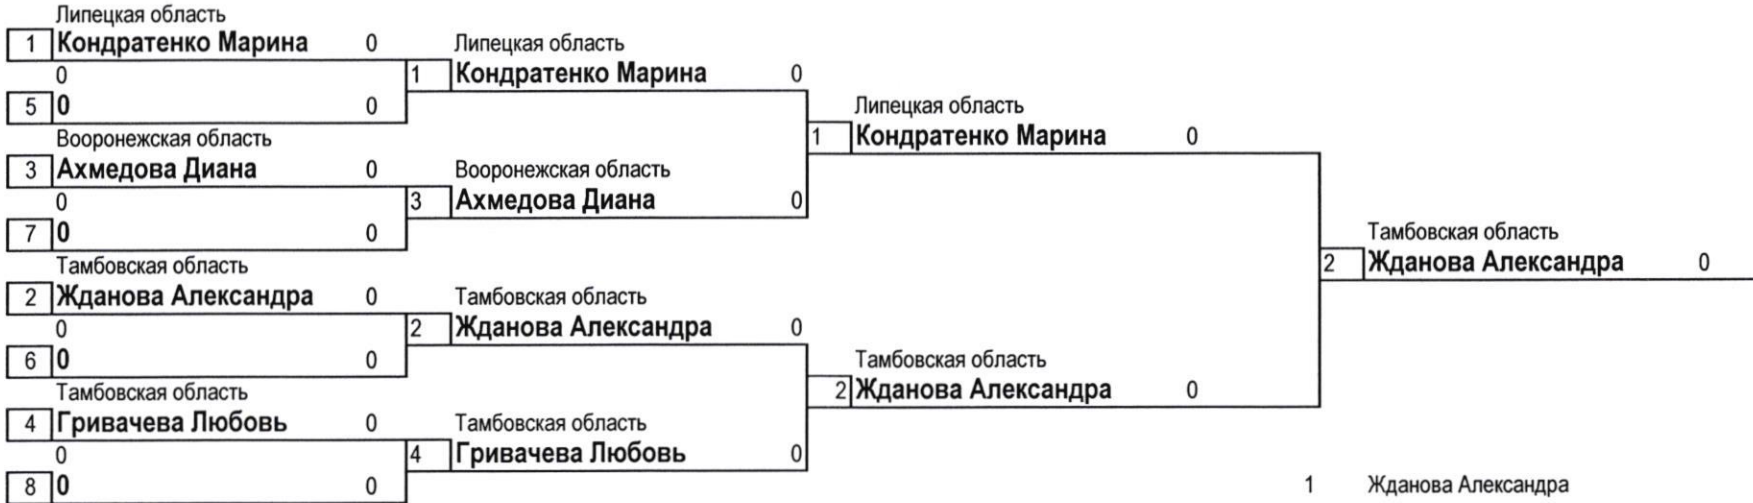 Липецкая область
1 Кондратенко Марина 0
0
5 0 0
Вооронежская область
3 Ахмедова Диана 0
0
7 0 0
Тамбовская область
2 Жданова Александра 0
0
6 0 0
Тамбовская область
4 Гривачева Любовь 0
0
8 0 0
Липецкая область
1 Кондратенко Марина 0
Вооронежская область
3 Ахмедова Диана 0
Тамбовская область
2 Жданова Александра 0
Тамбовская область
4 Гривачева Любовь 0
Липецкая область
1 Кондратенко Марина 0
Тамбовская область
2 Жданова Александра 0
Тамбовская область
2 Жданова Александра 0
1 Жданова Александра